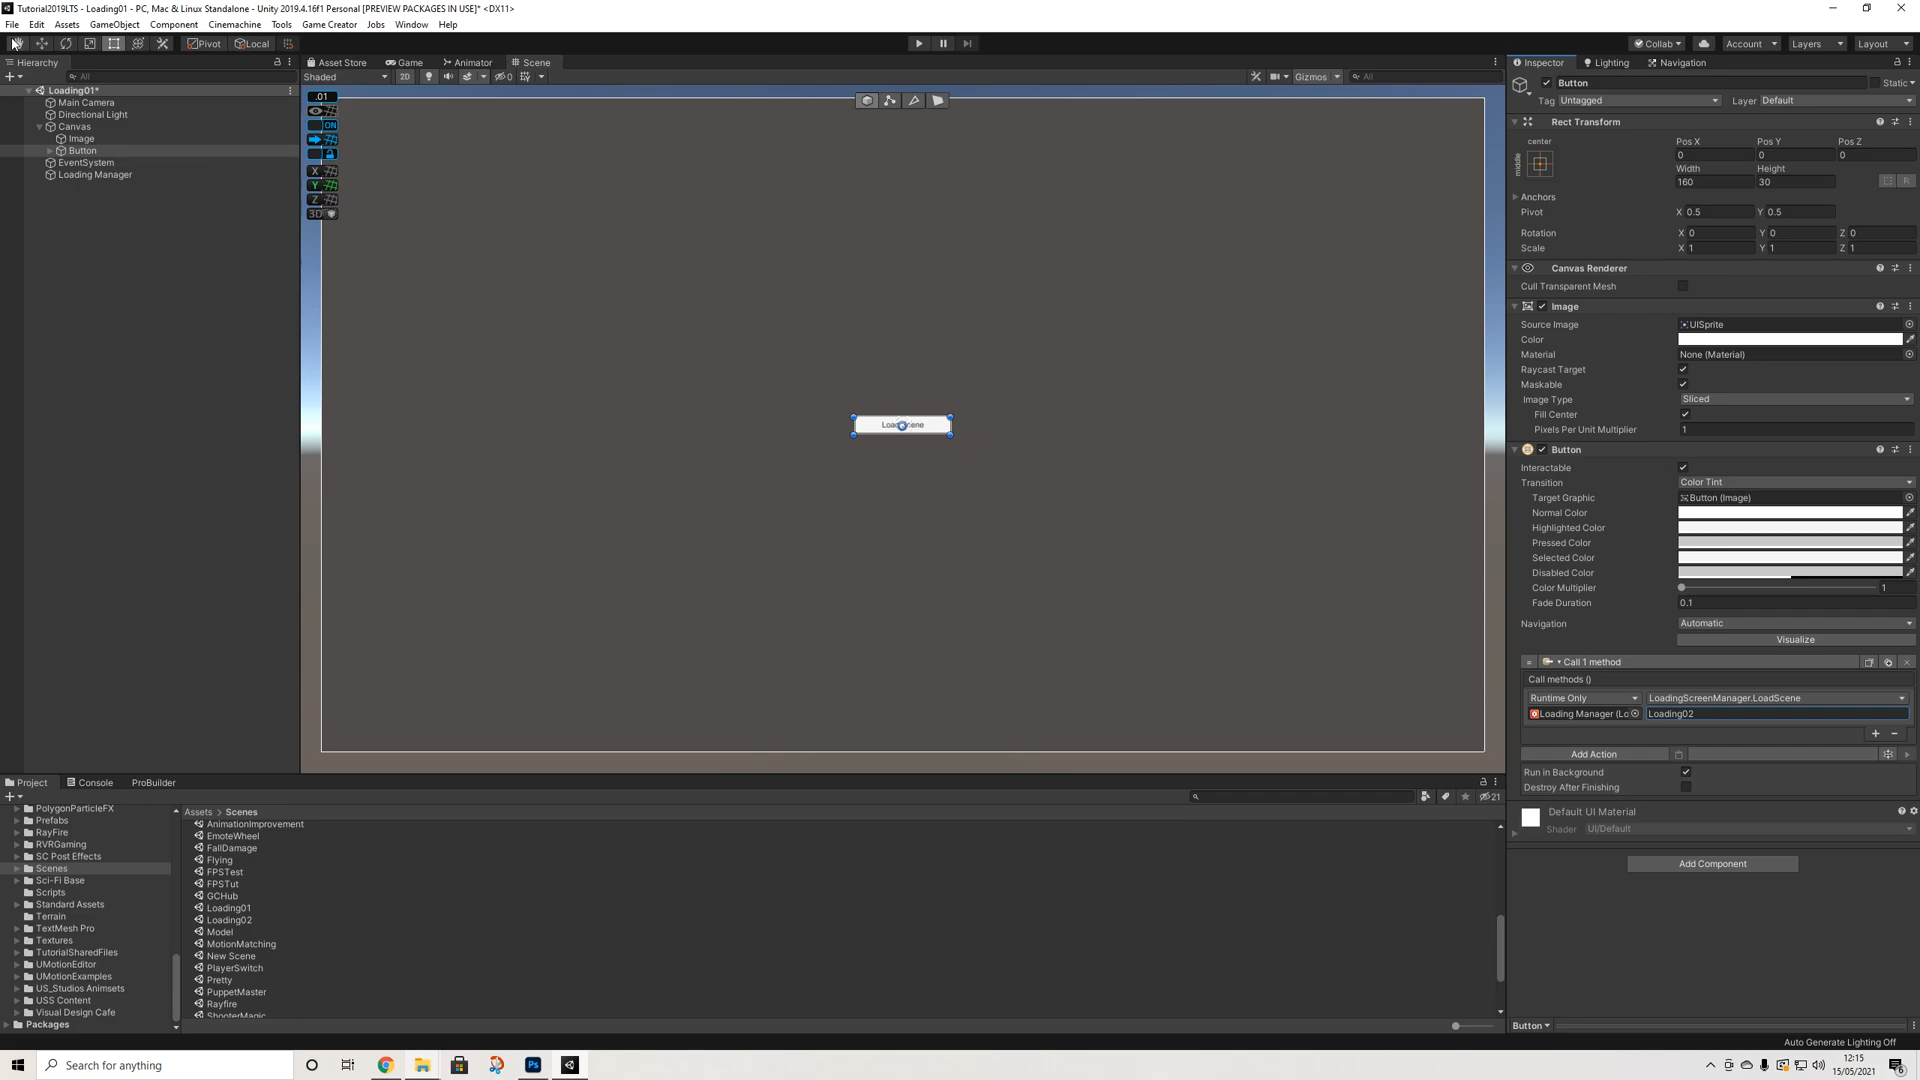 Tutorial2019LTS - Loading01 - PC, Mac & Linux Standalone - Unity 2019.4.16f1 Personal [PREVIEW PACKAGES IN USE]* <DX11>
File Edit Assets GameObject Component Cinemachine Tools Game Creator Jobs Window Help
Pivot Local Collab Account Layers Layout
Hierarchy
All
Loading01*
Main Camera
Directional Light
Canvas
Image
Button
EventSystem
Loading Manager
Asset Store Game Animator Scene
Shaded 2D 0 Gizmos All
.01
ON
X
Y
Z
3D
Load Scene
Inspector Lighting Navigation
Button Static
Tag Untagged Layer Default
Rect Transform
center
middle
Pos X Pos Y Pos Z
0 0 0
Width Height
160 30 R
Anchors
Pivot X 0.5 Y 0.5
Rotation X 0 Y 0 Z 0
Scale X 1 Y 1 Z 1
Canvas Renderer
Cull Transparent Mesh
Image
Source Image UISprite
Color
Material None (Material)
Raycast Target
Maskable
Image Type Sliced
Fill Center
Pixels Per Unit Multiplier 1
Button
Interactable
Transition Color Tint
Target Graphic Button (Image)
Normal Color
Highlighted Color
Pressed Color
Selected Color
Disabled Color
Color Multiplier 1
Fade Duration 0.1
Navigation Automatic
Visualize
Call 1 method
Call methods ()
Runtime Only LoadingScreenManager.LoadScene
Loading Manager (Lo Loading02
Add Action
Run in Background
Destroy After Finishing
Default UI Material
Shader UI/Default
Add Component
Button
Project Console ProBuilder
21
PolygonParticleFX
Prefabs
RayFire
RVRGaming
SC Post Effects
Scenes
Sci-Fi Base
Scripts
Standard Assets
Terrain
TextMesh Pro
Textures
TutorialSharedFiles
UMotionEditor
UMotionExamples
US_Studios Animsets
USS Content
Visual Design Cafe
Packages
Assets > Scenes
AnimationImprovement
EmoteWheel
FallDamage
Flying
FPSTest
FPSTut
GCHub
Loading01
Loading02
Model
MotionMatching
New Scene
PlayerSwitch
Pretty
PuppetMaster
Rayfire
ShooterMagic
Auto Generate Lighting Off
Search for anything
12:15
15/05/2021
6